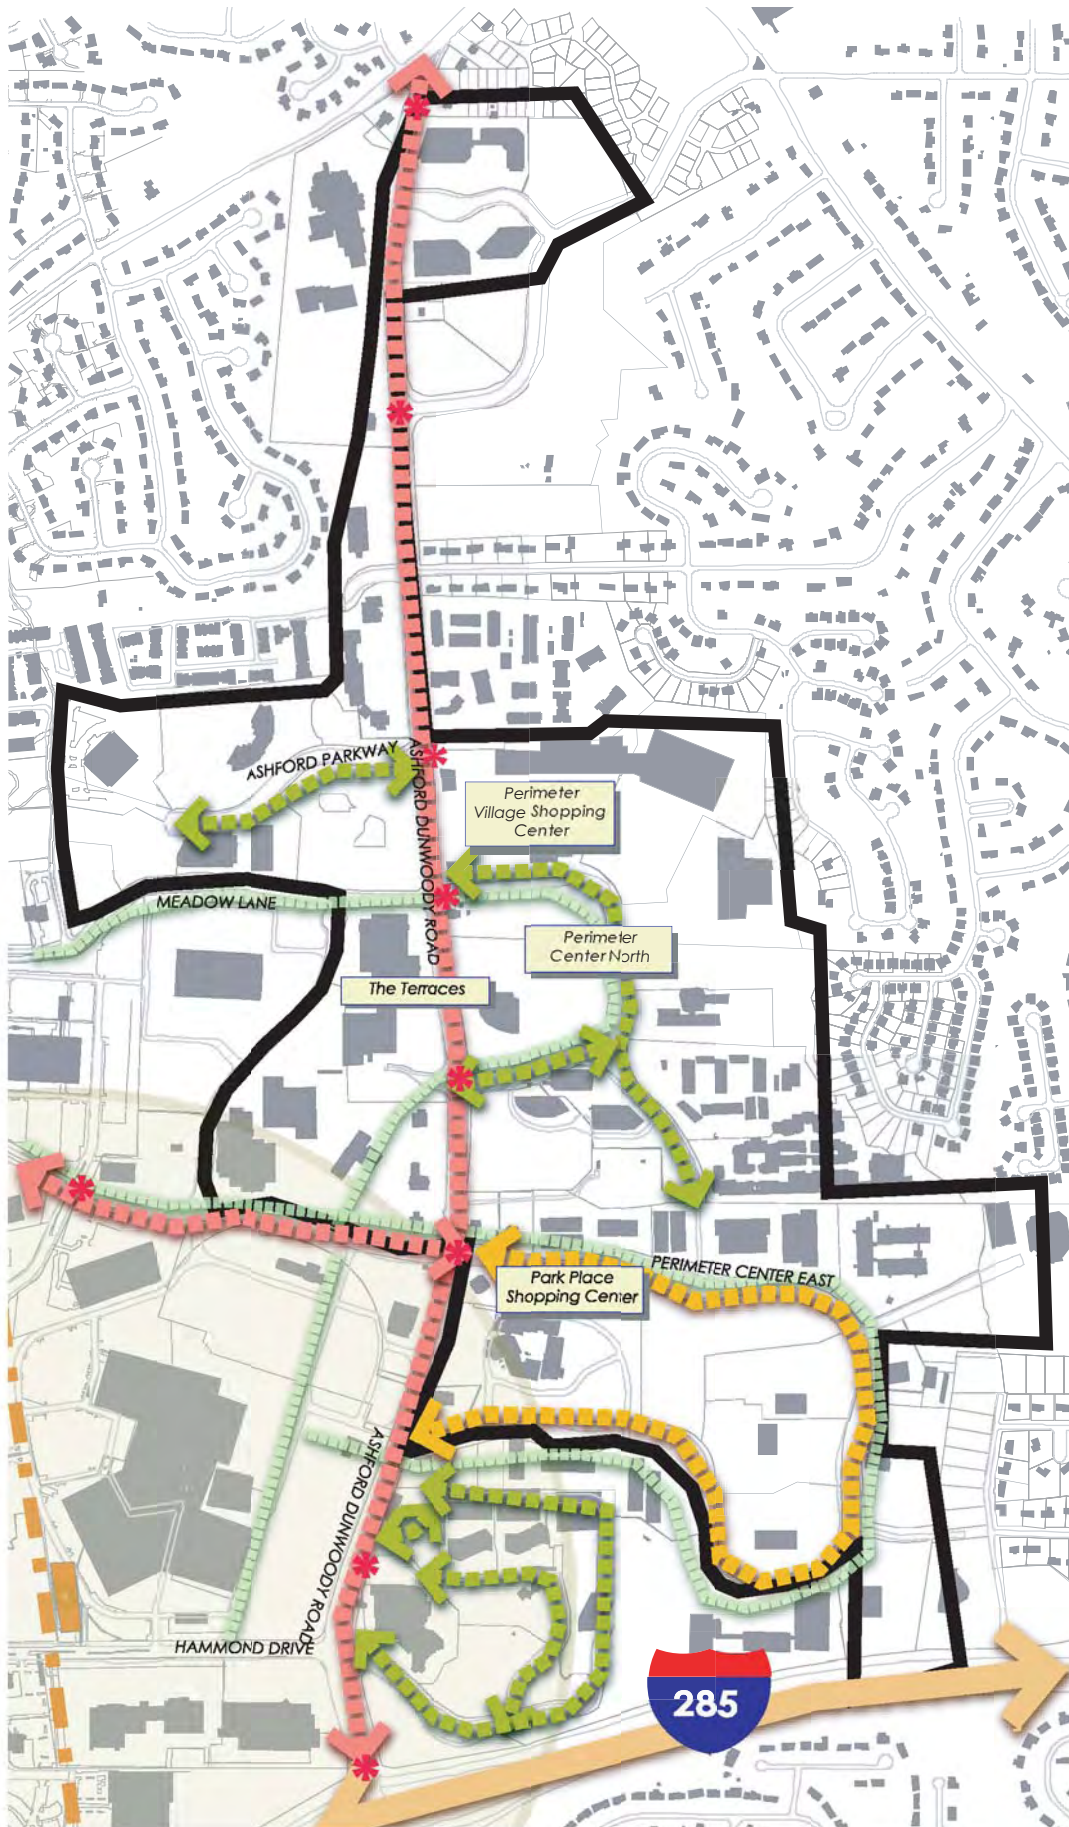 ASHFORD PARKWAY
ASHFORD DUNWOODY ROAD
Perimeter
Village Shopping
Center
MEADOW LANE
Perimeter
Center North
The Terraces
PERIMETER CENTER EAST
Park Place
Shopping Center
ASHFORD DUNWOODY ROAD
HAMMOND DRIVE
285